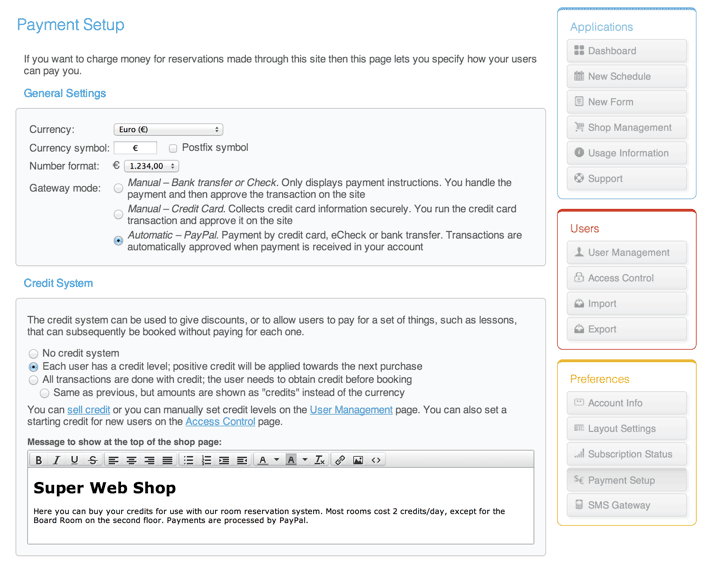 Payment Setup
If you want to charge money for reservations made through this site then this page lets you specify how your users
can pay you.
General Settings
Currency: Euro (€)
Currency symbol: € Postfix symbol
Number format: € 1.234,00
Gateway mode: Manual – Bank transfer or Check. Only displays payment instructions. You handle the
payment and then approve the transaction on the site
Manual – Credit Card. Collects credit card information securely. You run the credit card
transaction and approve it on the site
Automatic – PayPal. Payment by credit card, eCheck or bank transfer. Transactions are
automatically approved when payment is received in your account
Credit System
The credit system can be used to give discounts, or to allow users to pay for a set of things, such as lessons,
that can subsequently be booked without paying for each one.
No credit system
Each user has a credit level; positive credit will be applied towards the next purchase
All transactions are done with credit; the user needs to obtain credit before booking
Same as previous, but amounts are shown as "credits" instead of the currency
You can sell credit or you can manually set credit levels on the User Management page. You can also set a
starting credit for new users on the Access Control page.
Message to show at the top of the shop page:
B I U S A A Tx
Super Web Shop
Here you can buy your credits for use with our room reservation system. Most rooms cost 2 credits/day, except for the
Board Room on the second floor. Payments are processed by PayPal.
Applications
Dashboard
New Schedule
New Form
Shop Management
Usage Information
Support
Users
User Management
Access Control
Import
Export
Preferences
Account Info
Layout Settings
Subscription Status
$€ Payment Setup
SMS Gateway